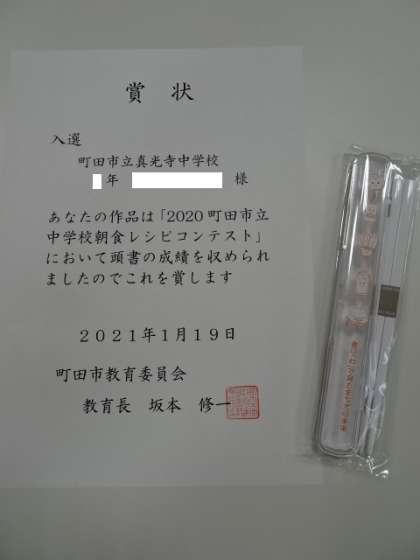 賞状
入選
町田市立真光寺中学校
年 様
あなたの作品は「2020町田市立
中学校朝食レシピコンテスト」
において頭書の成績を収められ
ましたのでこれを賞します
2021年1月19日
町田市教育委員会
教育長 坂本 修一